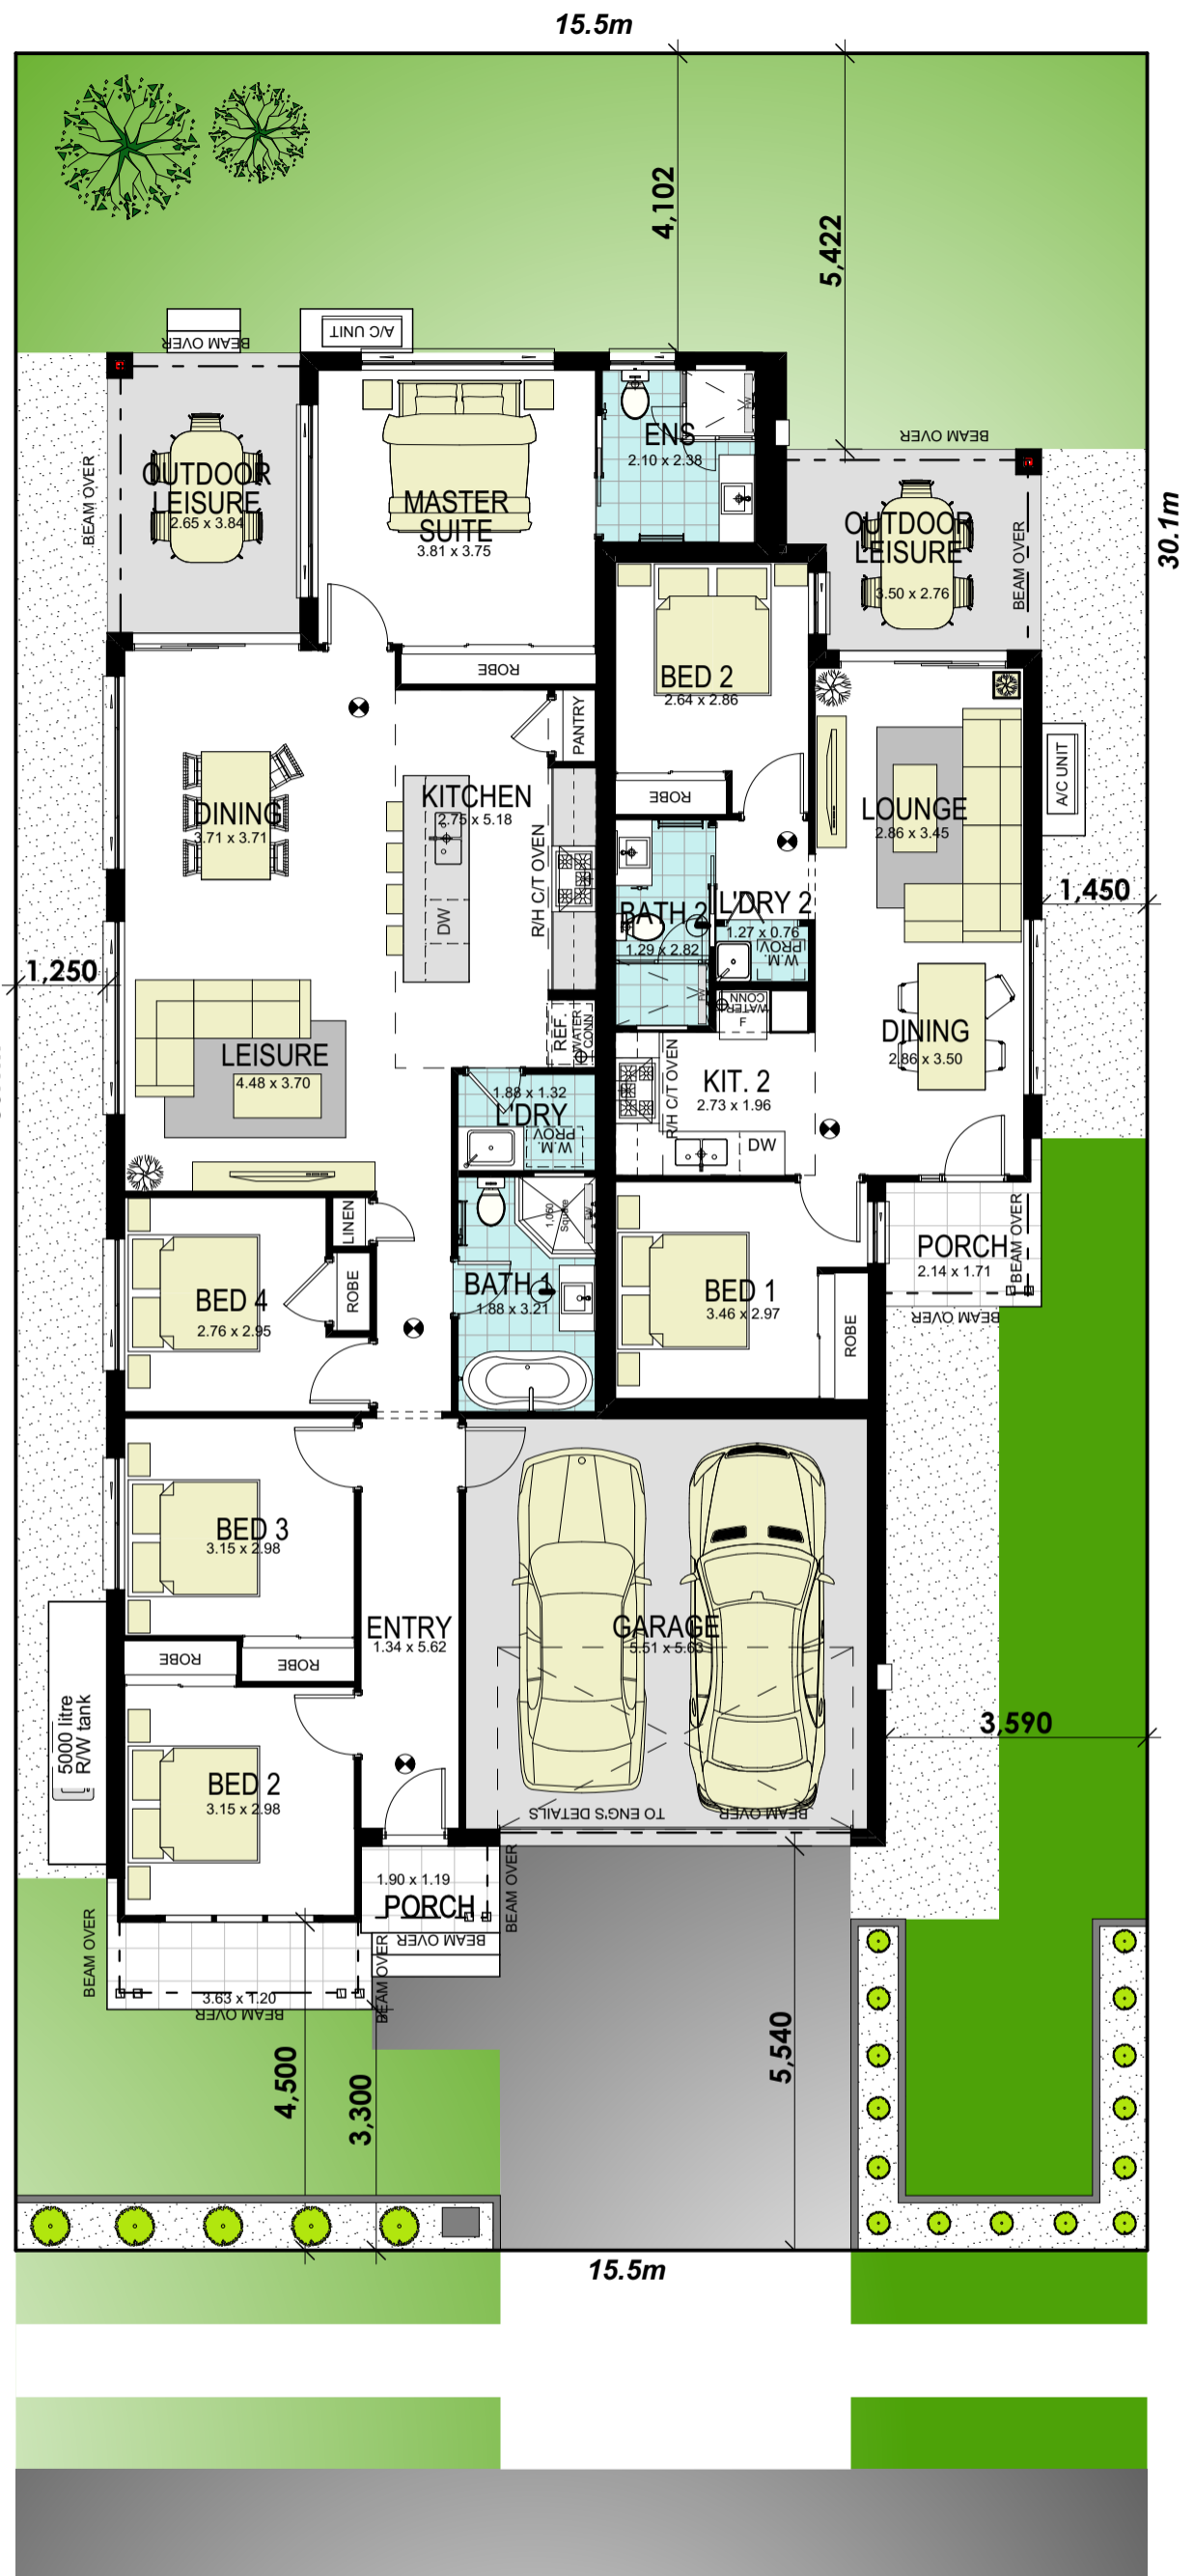 15.5m
4,102
5,422
30.1m
A/C UNIT
BEAM OVER
BEAM OVER
BEAM OVER
BEAM OVER
OUTDOOR
LEISURE
2.65 x 3.84
MASTER
SUITE
3.81 x 3.75
ENS
2.10 x 2.38
OUTDOOR
LEISURE
3.50 x 2.76
ROBE
BED 2
2.64 x 2.86
ROBE
PANTRY
KITCHEN
2.75 x 5.18
DINING
3.71 x 3.71
DW
R/H C/T OVEN
LOUNGE
2.86 x 3.45
A/C UNIT
1,450
BATH 2
1.29 x 2.82
L'DRY 2
1.27 x 0.76
W.M.
PROV
1,250
WATER
CONN
F
REF.
WATER
CONN
LEISURE
4.48 x 3.70
DINING
2.86 x 3.50
KIT. 2
2.73 x 1.96
R/H C/T OVEN
DW
1.88 x 1.32
L'DRY
W.M.
PROV
LINEN
1,050
Square
BED 4
2.76 x 2.95
ROBE
BATH 1
1.88 x 3.21
BED 1
3.46 x 2.97
ROBE
PORCH
2.14 x 1.71
BEAM OVER
BEAM OVER
BED 3
3.15 x 2.98
ENTRY
1.34 x 5.62
GARAGE
5.51 x 5.63
ROBE
ROBE
5000 litre
R/W tank
3,590
BED 2
3.15 x 2.98
BEAM OVER
TO ENG'S DETAILS
1.90 x 1.19
PORCH
BEAM OVER
BEAM OVER
BEAM OVER
BEAM OVER
3.63 x 1.20
BEAM OVER
4,500
3,300
5,540
15.5m